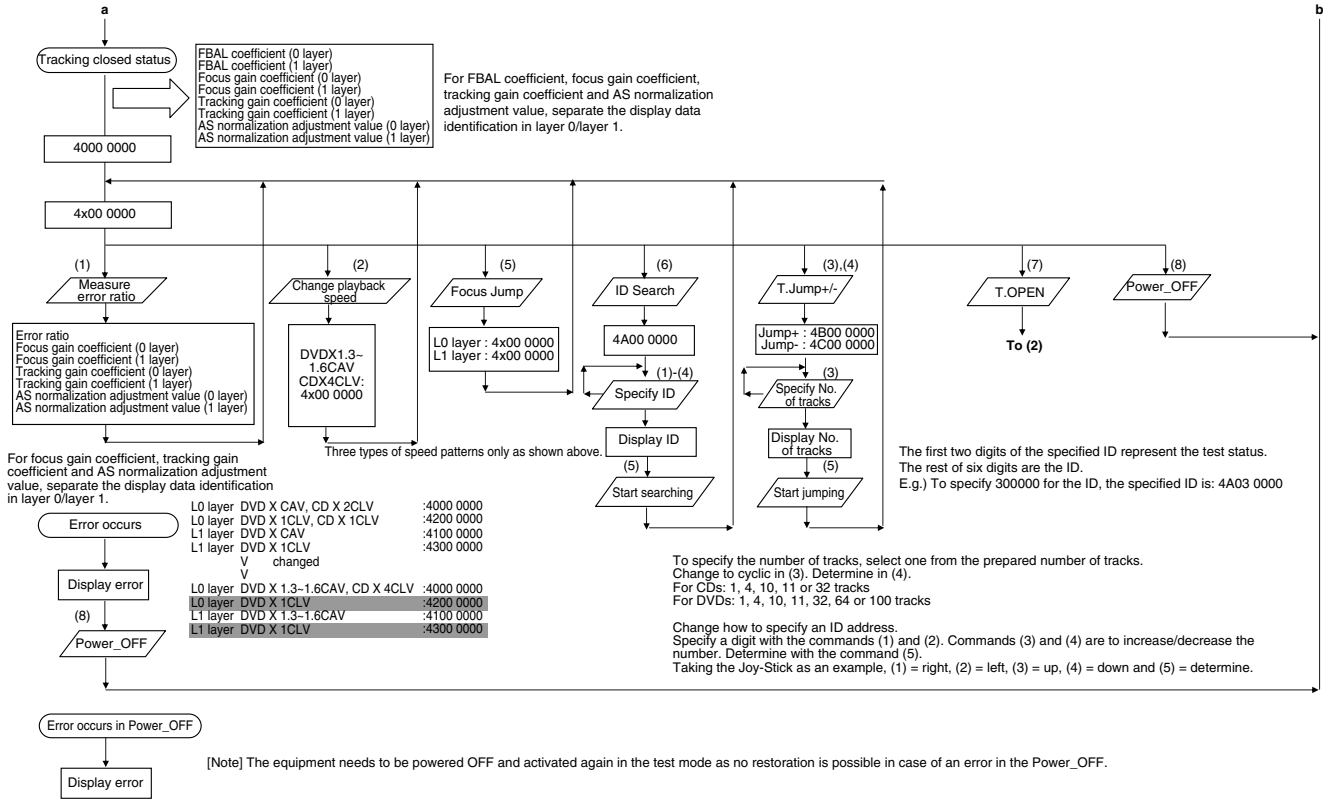 a
b
Tracking closed status
FBAL coefficient (0 layer)
FBAL coefficient (1 layer)
Focus gain coefficient (0 layer)
Focus gain coefficient (1 layer)
Tracking gain coefficient (0 layer)
Tracking gain coefficient (1 layer)
AS normalization adjustment value (0 layer)
AS normalization adjustment value (1 layer)
For FBAL coefficient, focus gain coefficient,
tracking gain coefficient and AS normalization
adjustment value, separate the display data
identification in layer 0/layer 1.
4000 0000
4x00 0000
(1)
Measure
error ratio
Error ratio
Focus gain coefficient (0 layer)
Focus gain coefficient (1 layer)
Tracking gain coefficient (0 layer)
Tracking gain coefficient (1 layer)
AS normalization adjustment value (0 layer)
AS normalization adjustment value (1 layer)
For focus gain coefficient, tracking gain
coefficient and AS normalization adjustment
value, separate the display data identification
in layer 0/layer 1.
(2)
Change playback
speed
DVDX1.3~
1.6CAV
CDX4CLV:
4x00 0000
Three types of speed patterns only as shown above.
(5)
Focus Jump
L0 layer : 4x00 0000
L1 layer : 4x00 0000
(6)
ID Search
4A00 0000
(1)-(4)
Specify ID
Display ID
(5)
Start searching
(3),(4)
T.Jump+/-
Jump+ : 4B00 0000
Jump- : 4C00 0000
(3)
Specify No.
of tracks
Display No.
of tracks
(5)
Start jumping
(7)
T.OPEN
To (2)
(8)
Power_OFF
The first two digits of the specified ID represent the test status.
The rest of six digits are the ID.
E.g.) To specify 300000 for the ID, the specified ID is: 4A03 0000
L0 layer DVD X CAV, CD X 2CLV :4000 0000
L0 layer DVD X 1CLV, CD X 1CLV :4200 0000
L1 layer DVD X CAV :4100 0000
L1 layer DVD X 1CLV :4300 0000
V changed
V
L0 layer DVD X 1.3~1.6CAV, CD X 4CLV :4000 0000
L0 layer DVD X 1CLV :4200 0000
L1 layer DVD X 1.3~1.6CAV :4100 0000
L1 layer DVD X 1CLV :4300 0000
Error occurs
Display error
(8)
Power_OFF
To specify the number of tracks, select one from the prepared number of tracks.
Change to cyclic in (3). Determine in (4).
For CDs: 1, 4, 10, 11 or 32 tracks
For DVDs: 1, 4, 10, 11, 32, 64 or 100 tracks
Change how to specify an ID address.
Specify a digit with the commands (1) and (2). Commands (3) and (4) are to increase/decrease the
number. Determine with the command (5).
Taking the Joy-Stick as an example, (1) = right, (2) = left, (3) = up, (4) = down and (5) = determine.
Error occurs in Power_OFF
Display error
[Note] The equipment needs to be powered OFF and activated again in the test mode as no restoration is possible in case of an error in the Power_OFF.